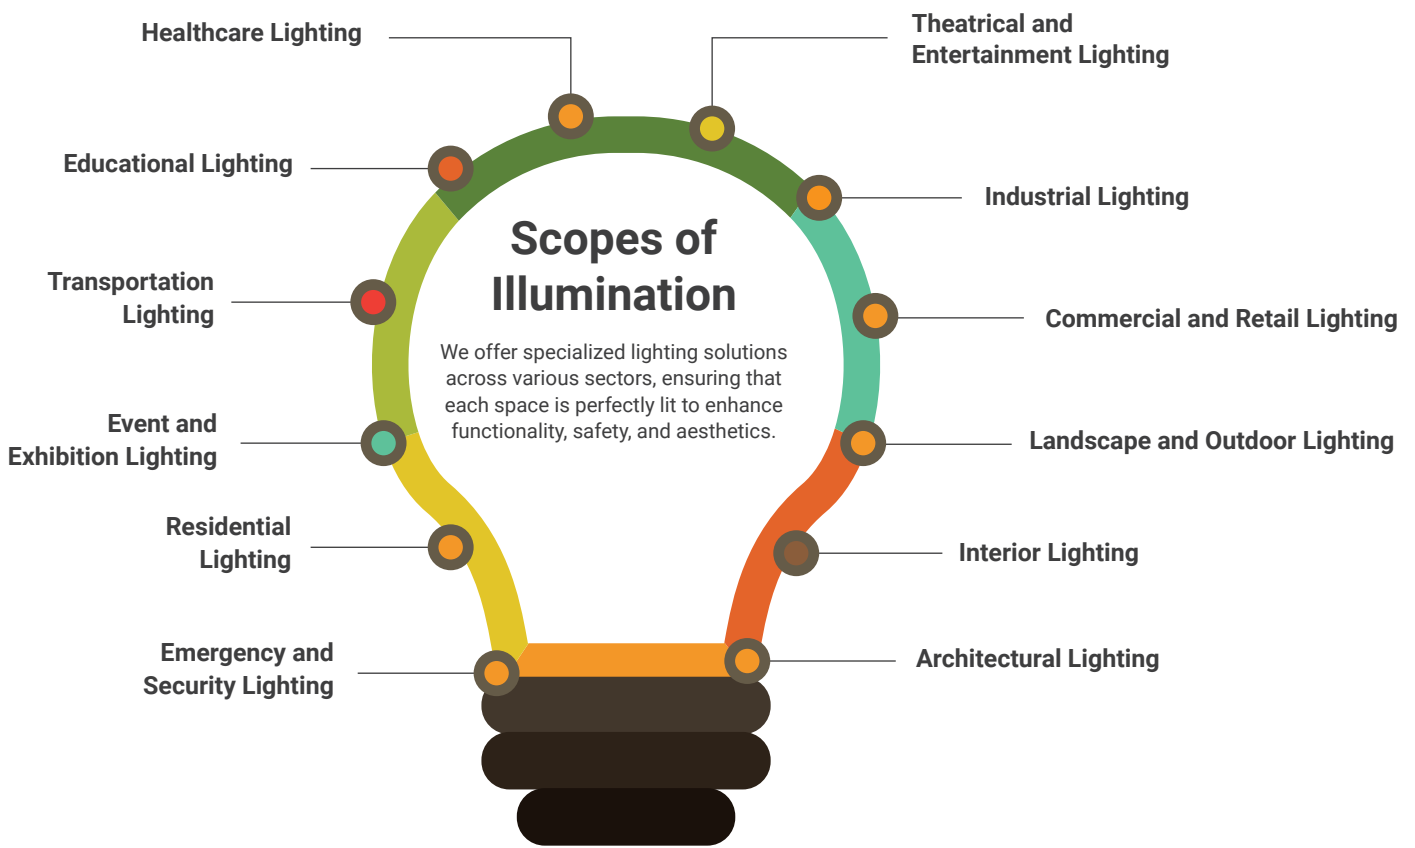 Healthcare Lighting
Theatrical and
Entertainment Lighting
Educational Lighting
Industrial Lighting
Scopes of
Illumination
Transportation
Lighting
Commercial and Retail Lighting
We offer specialized lighting solutions
across various sectors, ensuring that
each space is perfectly lit to enhance
functionality, safety, and aesthetics.
Event and
Exhibition Lighting
Landscape and Outdoor Lighting
Residential
Lighting
Interior Lighting
Emergency and
Security Lighting
Architectural Lighting